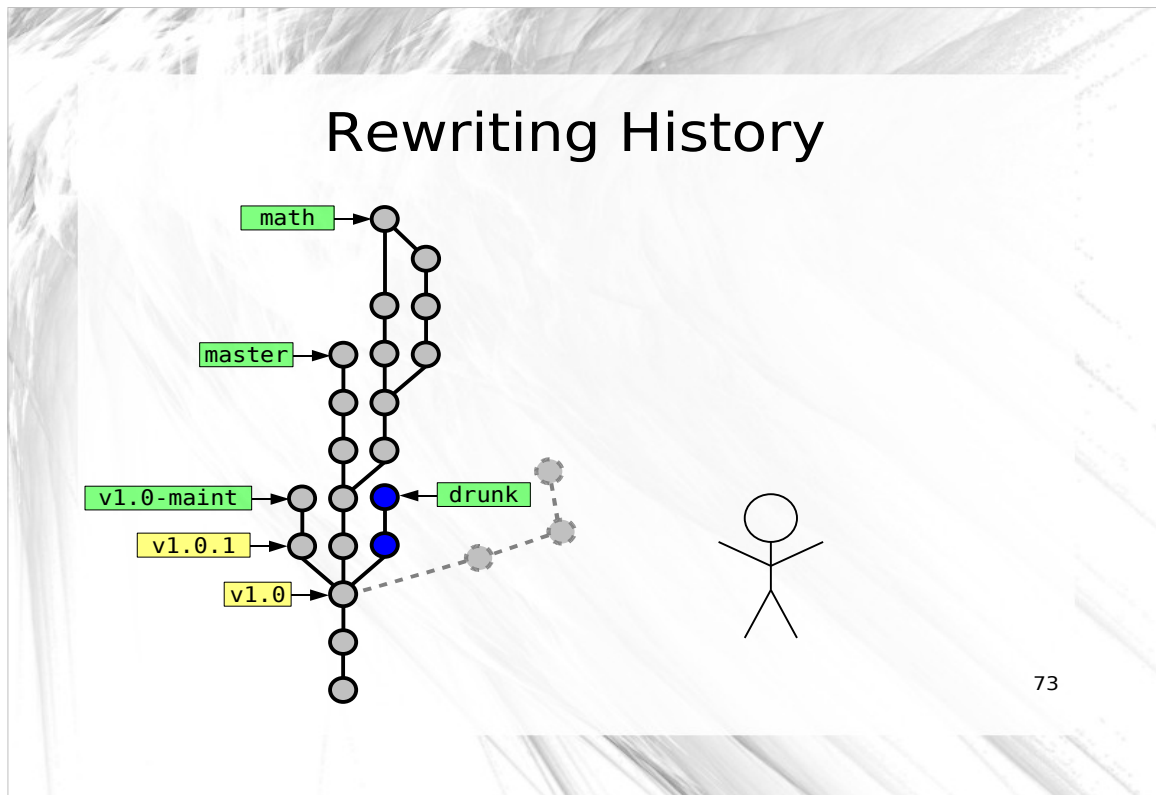 Rewriting History
math
master
v1.0-maint
drunk
v1.0.1
v1.0
73